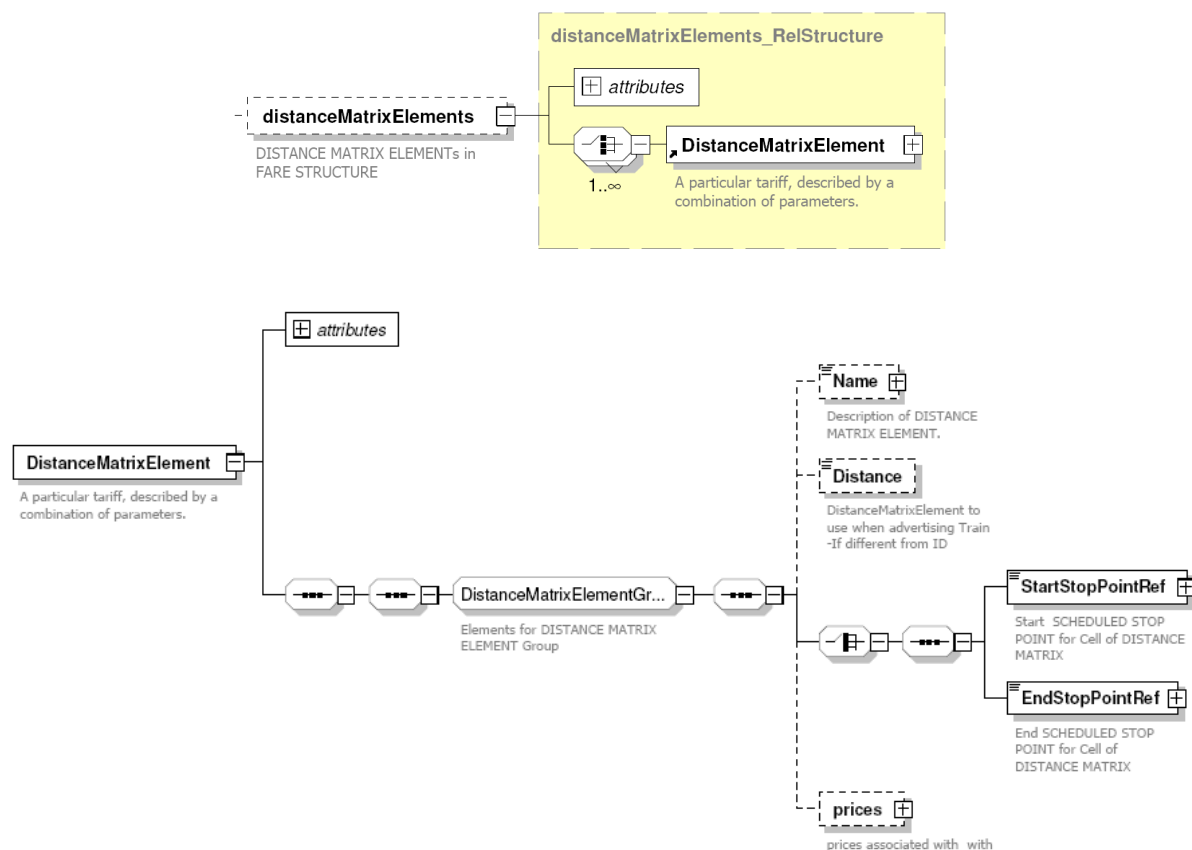 distanceMatrixElements_RelStructure
attributes
distanceMatrixElements
DISTANCE MATRIX ELEMENTs in
FARE STRUCTURE
DistanceMatrixElement
1..∞
A particular tariff, described by a
combination of parameters.
attributes
DistanceMatrixElement
A particular tariff, described by a
combination of parameters.
DistanceMatrixElementGr...
Elements for DISTANCE MATRIX
ELEMENT Group
Name
Description of DISTANCE
MATRIX ELEMENT.
Distance
DistanceMatrixElement to
use when advertising Train
-If different from ID
StartStopPointRef
Start SCHEDULED STOP
POINT for Cell of DISTANCE
MATRIX
EndStopPointRef
End SCHEDULED STOP
POINT for Cell of
DISTANCE MATRIX
prices
prices associated with with